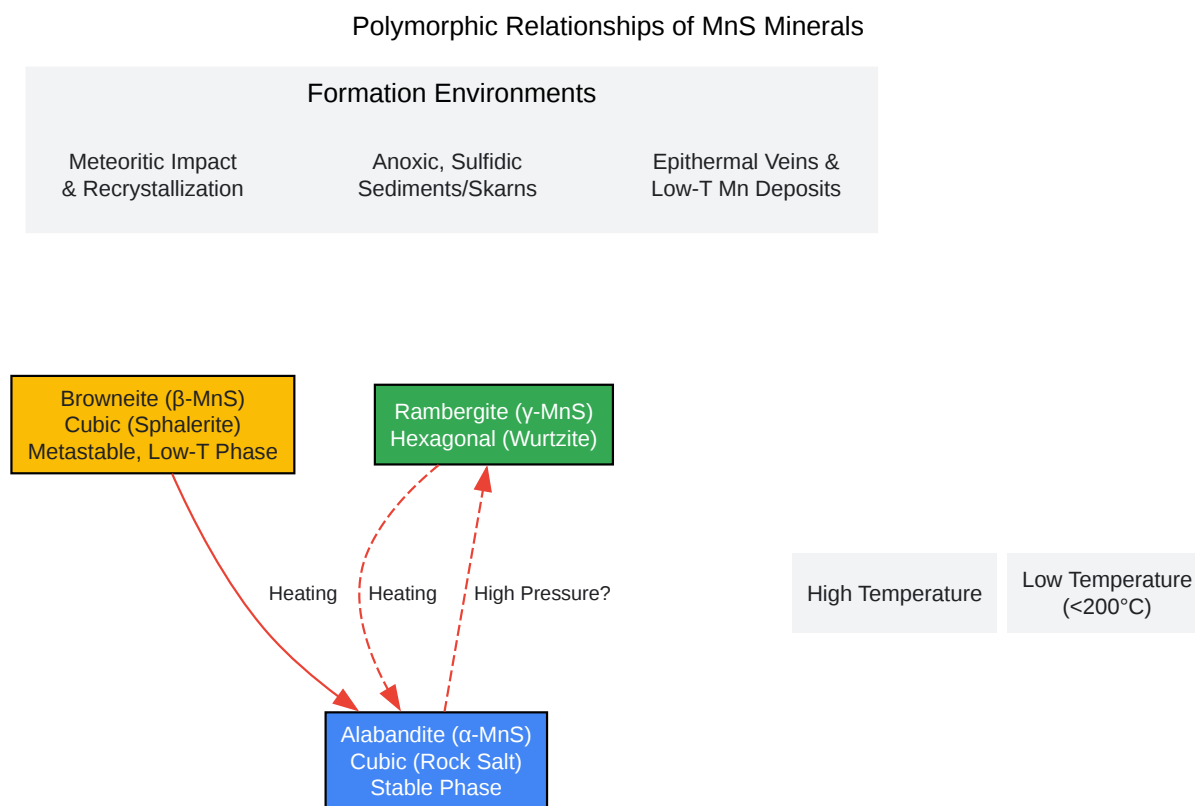 Polymorphic Relationships of MnS Minerals
Formation Environments
Meteoritic Impact
& Recrystallization
Anoxic, Sulfidic
Sediments/Skarns
Epithermal Veins &
Low-T Mn Deposits
Browneite (β-MnS)
Cubic (Sphalerite)
Metastable, Low-T Phase
Rambergite (γ-MnS)
Hexagonal (Wurtzite)
Heating
Heating
High Pressure?
High Temperature
Low Temperature
(<200°C)
Alabandite (α-MnS)
Cubic (Rock Salt)
Stable Phase